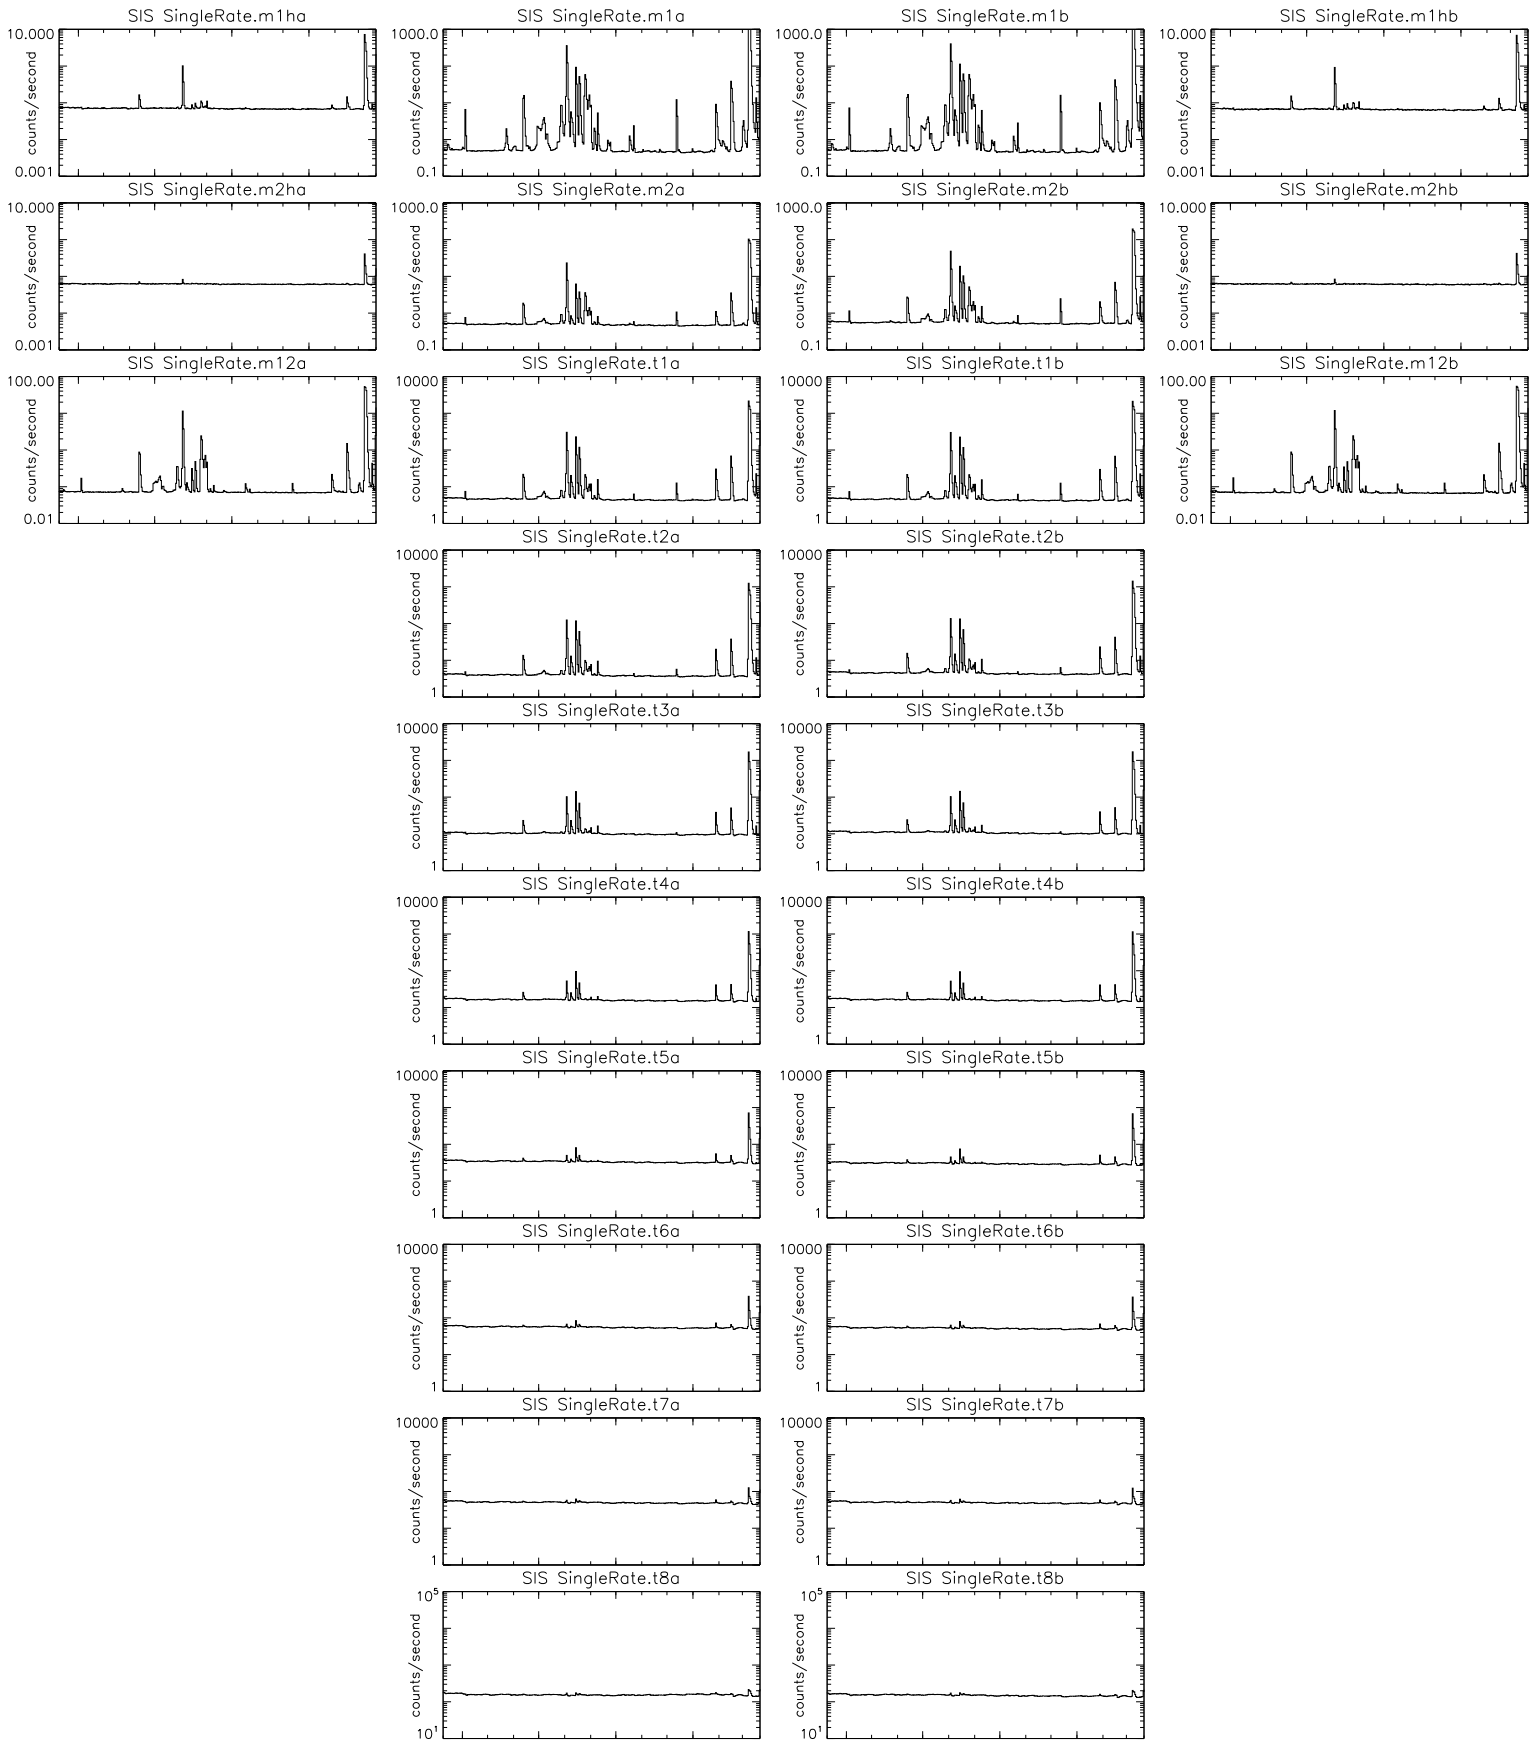 SIS SingleRate.m1ha
10.000
counts/second
0.001
SIS SingleRate.m1a
1000.0
counts/second
0.1
SIS SingleRate.m1b
1000.0
counts/second
0.1
SIS SingleRate.m1hb
10.000
counts/second
0.001
SIS SingleRate.m2ha
10.000
counts/second
0.001
SIS SingleRate.m2a
1000.0
counts/second
0.1
SIS SingleRate.m2b
1000.0
counts/second
0.1
SIS SingleRate.m2hb
10.000
counts/second
0.001
SIS SingleRate.m12a
100.00
counts/second
0.01
SIS SingleRate.t1a
10000
counts/second
1
SIS SingleRate.t1b
10000
counts/second
1
SIS SingleRate.m12b
100.00
counts/second
0.01
SIS SingleRate.t2a
10000
counts/second
1
SIS SingleRate.t2b
10000
counts/second
1
SIS SingleRate.t3a
10000
counts/second
1
SIS SingleRate.t3b
10000
counts/second
1
SIS SingleRate.t4a
10000
counts/second
1
SIS SingleRate.t4b
10000
counts/second
1
SIS SingleRate.t5a
10000
counts/second
1
SIS SingleRate.t5b
10000
counts/second
1
SIS SingleRate.t6a
10000
counts/second
1
SIS SingleRate.t6b
10000
counts/second
1
SIS SingleRate.t7a
10000
counts/second
1
SIS SingleRate.t7b
10000
counts/second
1
SIS SingleRate.t8a
10⁵
counts/second
10¹
SIS SingleRate.t8b
10⁵
counts/second
10¹